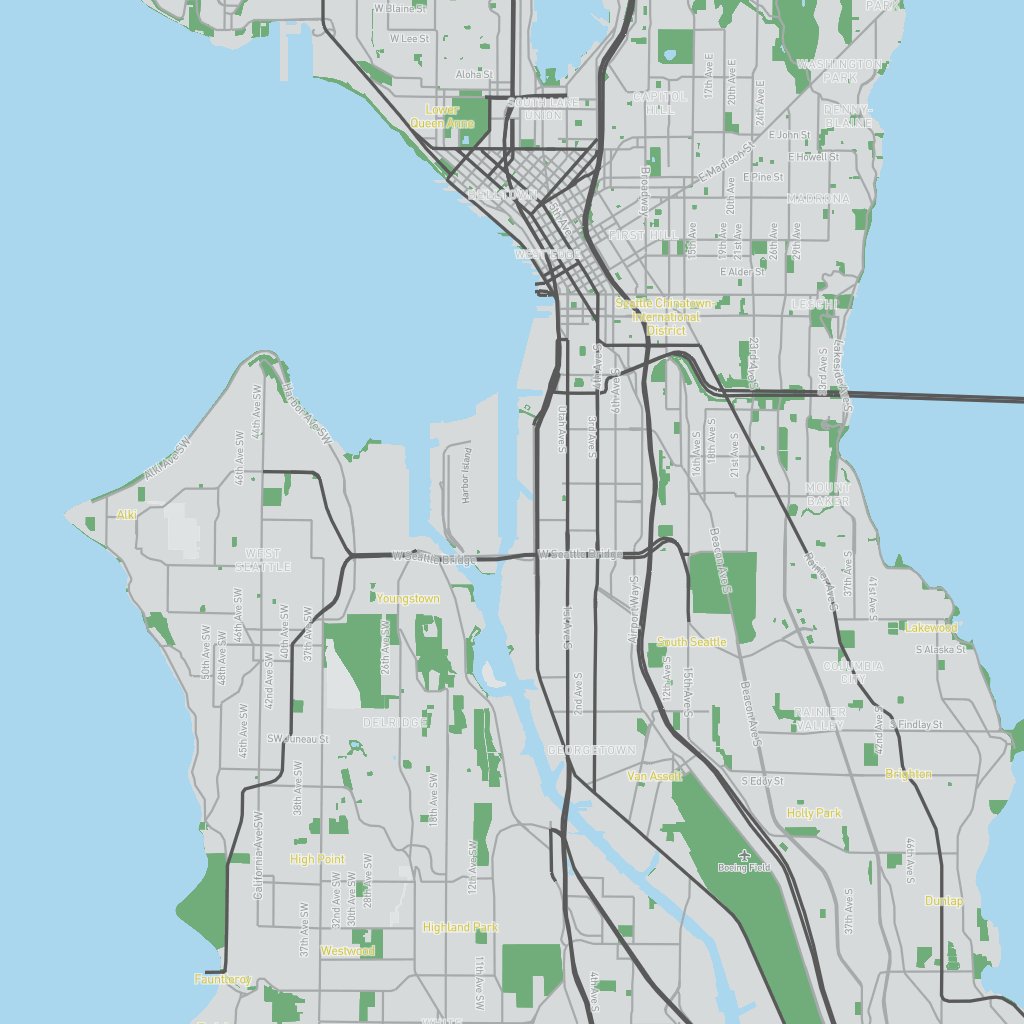 W Blaine St
PARK
W Lee St
WASHINGTON
PARK
Aloha St
17th Ave E
20th Ave E
24th Ave E
CAPITOL
HILL
SOUTH LAKE
UNION
Lower
Queen Anne
DENNY-
BLAINE
E John St
E Madison St
E Howell St
E Pine St
Broadway
BELLTOWN
20th Ave
MADRONA
5th Ave
15th Ave
19th Ave
21st Ave
26th Ave
29th Ave
FIRST HILL
WEST EDGE
E Alder St
Seattle Chinatown-
International
District
LESCHI
23rd Ave S
33rd Ave S
Lakeside Ave S
4th Ave S
6th Ave S
44th Ave SW
Harbor Ave SW
Utah Ave S
3rd Ave S
16th Ave S
18th Ave S
21st Ave S
46th Ave SW
Alki Ave SW
Harbor Island
MOUNT
BAKER
Alki
WEST
SEATTLE
W Seattle Bridge
W Seattle Bridge
Beacon Ave S
Rainier Ave S
37th Ave S
41st Ave S
Youngstown
Airport Way S
1st Ave S
South Seattle
Lakewood
S Alaska St
50th Ave SW
48th Ave SW
46th Ave SW
42nd Ave SW
40th Ave SW
37th Ave SW
26th Ave SW
12th Ave S
15th Ave S
COLUMBIA
CITY
2nd Ave S
Beacon Ave S
45th Ave SW
DELRIDGE
RAINIER
VALLEY
S Findlay St
42nd Ave S
SW Juneau St
GEORGETOWN
Van Asselt
S Eddy St
Brighton
38th Ave SW
18th Ave SW
Holly Park
California Ave SW
High Point
12th Ave SW
Boeing Field
46th Ave S
37th Ave SW
32nd Ave SW
30th Ave SW
28th Ave SW
37th Ave S
Dunlap
Highland Park
Westwood
Fauntleroy
11th Ave SW
4th Ave S
WHITE